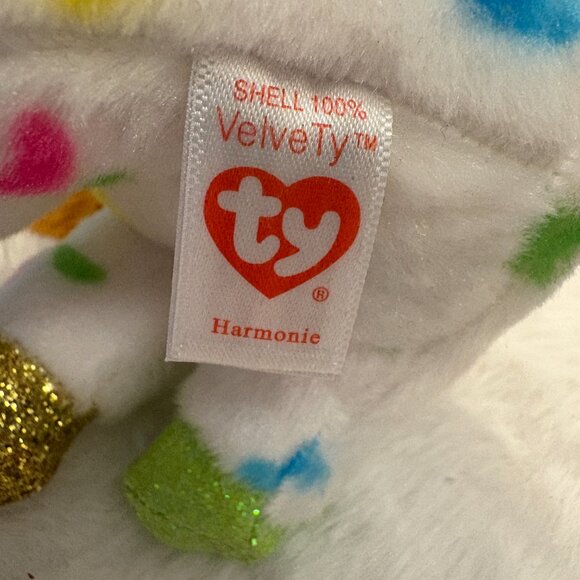 SHELL 100%
VelveTy™
ty
®
Harmonie